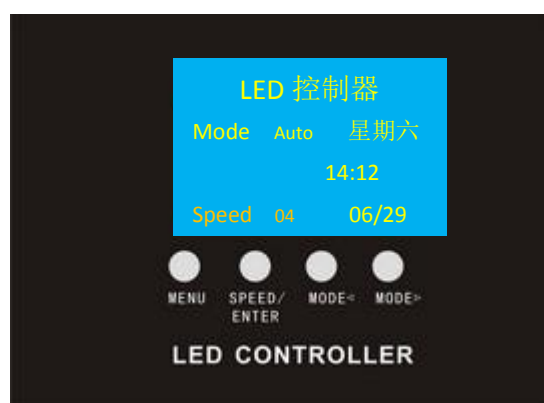 LED 控制器
Mode Auto 星期六
14:12
Speed 04 06/29
MENU SPEED/ MODE< MODE>
ENTER
LED CONTROLLER